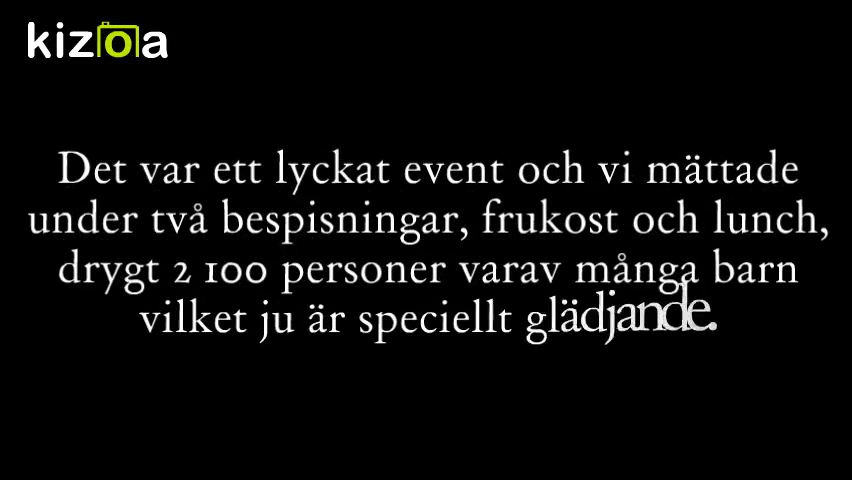 kizoa
Det var ett lyckat event och vi mättade
under två bespisningar, frukost och lunch,
drygt 2 100 personer varav många barn
vilket ju är speciellt glädjande.